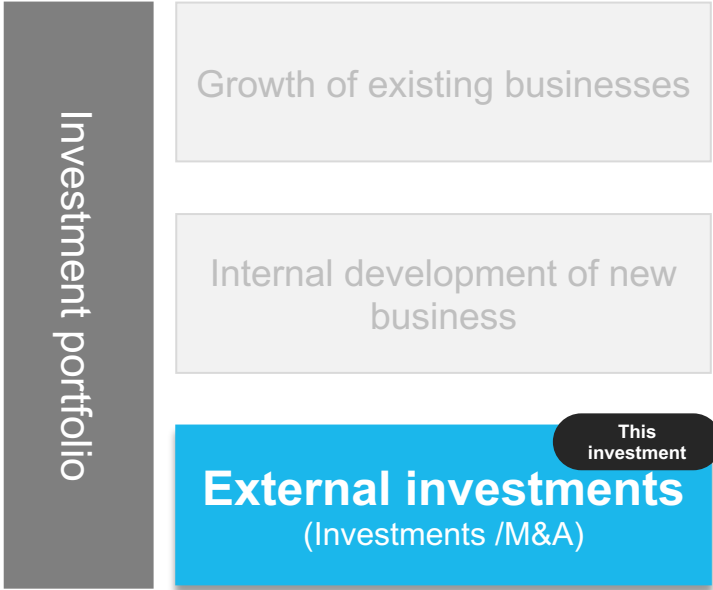 Investment portfolio
Growth of existing businesses
Internal development of new
business
This
investment
External investments
(Investments /M&A)